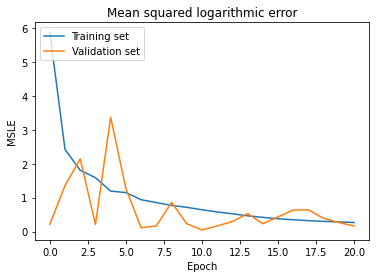 Mean squared logarithmic error
6
5
4
3
2
1
0
MSLE
Training set
Validation set
0.0 2.5 5.0 7.5 10.0 12.5 15.0 17.5 20.0
Epoch